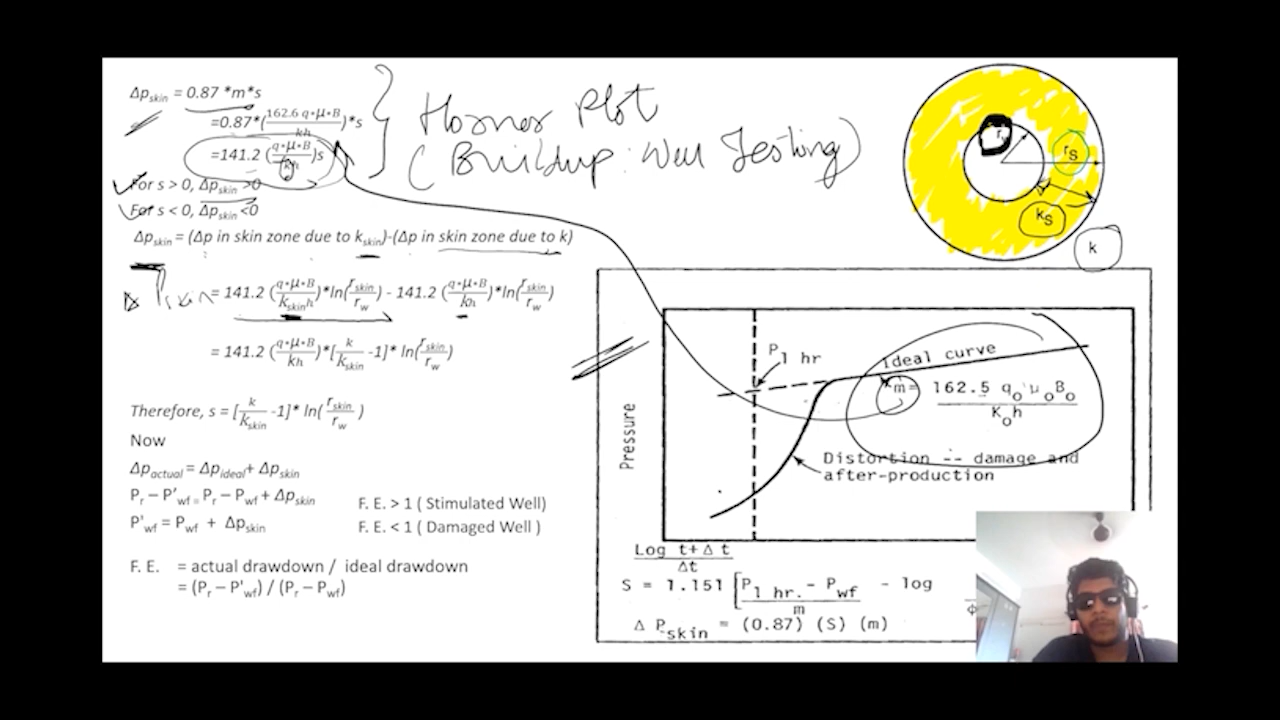 Δp_skin = 0.87 *m*s
=0.87*(162.6 q*μ*B / kh)*s
=141.2 (q*μ*B / kh)s
For s > 0, Δp_skin >0
For s < 0, Δp_skin <0
Δp_skin = (Δp in skin zone due to k_skin)-(Δp in skin zone due to k)
Pskin = 141.2 (q*μ*B / k_skin h)*ln(r_skin / r_w) - 141.2 (q*μ*B / kh)*ln(r_skin / r_w)
= 141.2 (q*μ*B / kh)*[k / k_skin -1]* ln(r_skin / r_w)
Therefore, s = [k / k_skin -1]* ln( r_skin / r_w )
Now
Δp_actual = Δp_ideal + Δp_skin
P_r – P'_wf = P_r – P_wf + Δp_skin
P'_wf = P_wf + Δp_skin
F. E. > 1 ( Stimulated Well)
F. E. < 1 ( Damaged Well )
F. E. = actual drawdown / ideal drawdown
= (P_r – P'_wf) / (P_r – P_wf)
Horner Plot
( Buildup : Well Testing )
r_s
k_s
k
P_1 hr
Ideal curve
m = 162.5 q_o μ_o B_o / K_o h
Pressure
Distortion -- damage and
after-production
Log t+Δ t / Δt
S = 1.151 [P_1 hr. - P_wf / m - log
Δ P_skin = (0.87) (S) (m)